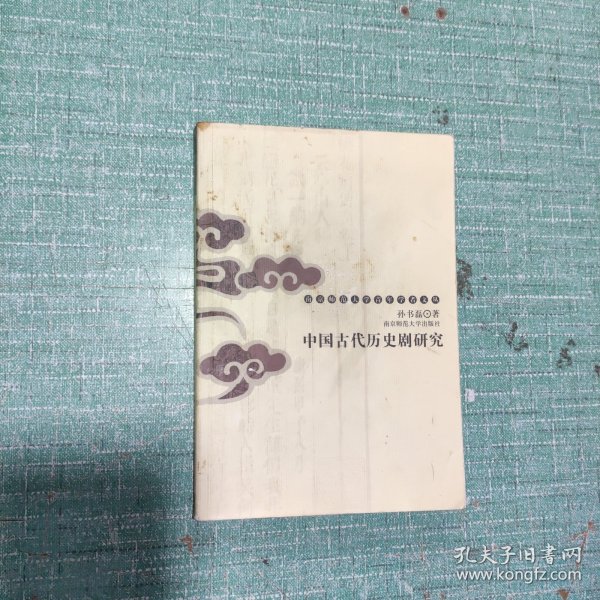 南京师范大学青年学者文丛
孙书磊⊙著
南京师范大学出版社
中国古代历史剧研究
孔夫子旧书网
www.kongfz.com